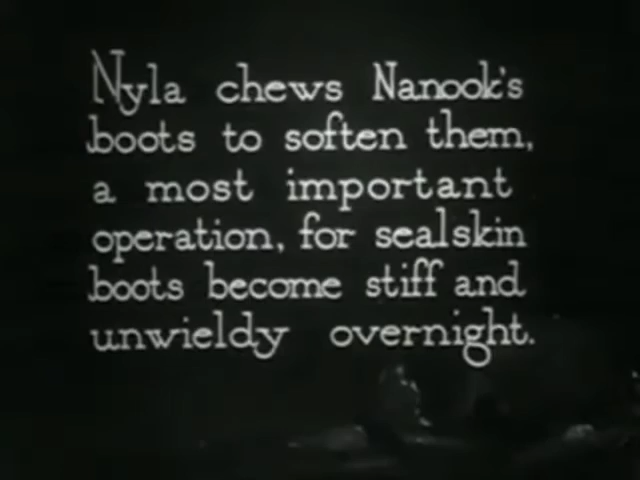 Nyla chews Nanook's
boots to soften them,
a most important
operation, for sealskin
boots become stiff and
unwieldy overnight.